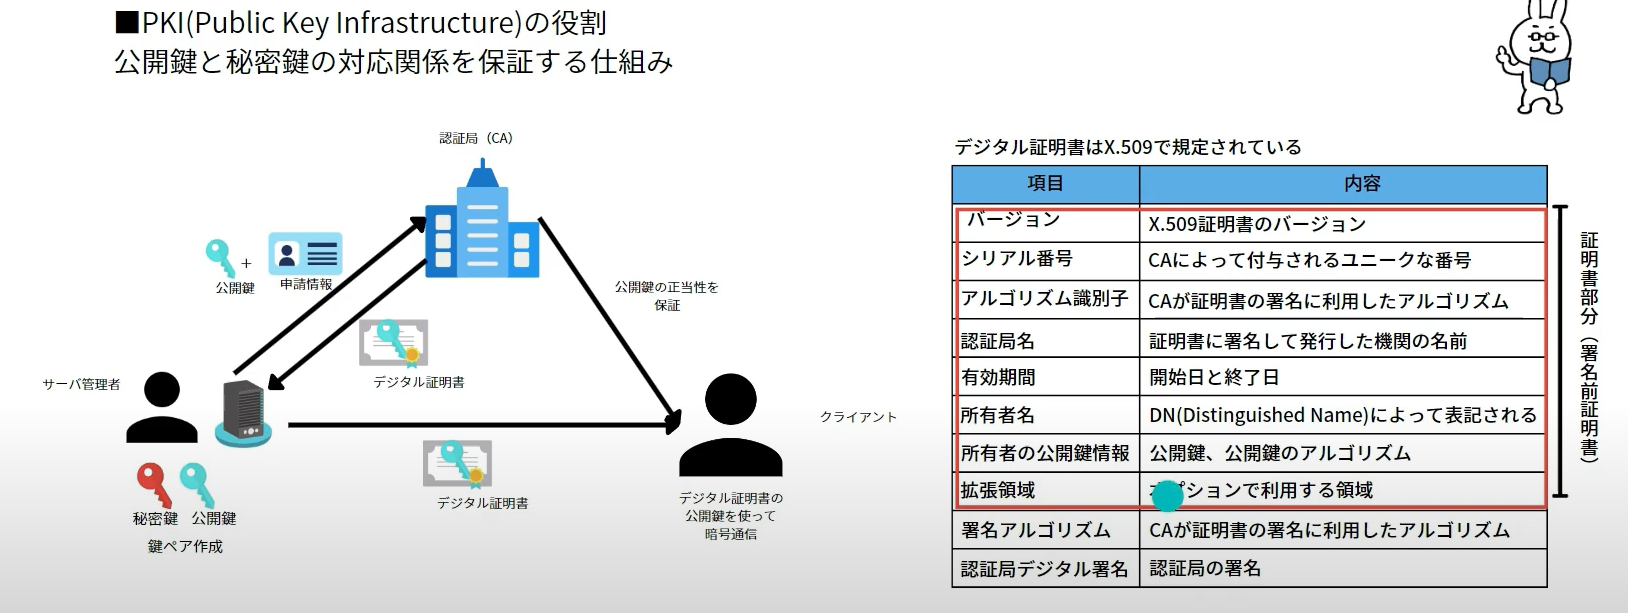 ■PKI(Public Key Infrastructure)の役割
公開鍵と秘密鍵の対応関係を保証する仕組み
認証局（CA）
+
公開鍵
申請情報
公開鍵の正当性を
保証
デジタル証明書
サーバ管理者
クライアント
デジタル証明書
秘密鍵 公開鍵
鍵ペア作成
デジタル証明書の
公開鍵を使って
暗号通信
デジタル証明書はX.509で規定されている
項目 内容
バージョン X.509証明書のバージョン
シリアル番号 CAによって付与されるユニークな番号
アルゴリズム識別子 CAが証明書の署名に利用したアルゴリズム
認証局名 証明書に署名して発行した機関の名前
有効期間 開始日と終了日
所有者名 DN(Distinguished Name)によって表記される
所有者の公開鍵情報 公開鍵、公開鍵のアルゴリズム
拡張領域 オプションで利用する領域
署名アルゴリズム CAが証明書の署名に利用したアルゴリズム
認証局デジタル署名 認証局の署名
証明書部分（署名前証明書）